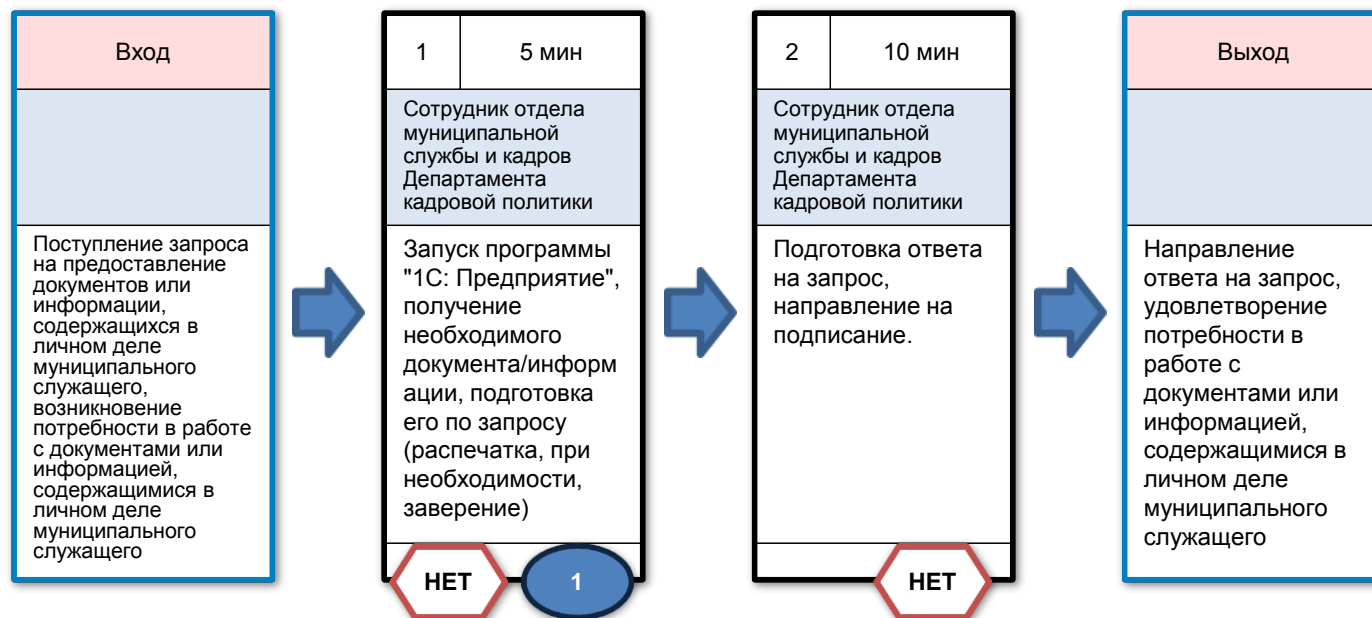 Вход
Поступление запроса
на предоставление
документов или
информации,
содержащихся в
личном деле
муниципального
служащего,
возникновение
потребности в работе
с документами или
информацией,
содержащимися в
личном деле
муниципального
служащего
1
5 мин
Сотрудник отдела
муниципальной
службы и кадров
Департамента
кадровой политики
Запуск программы
"1С: Предприятие",
получение
необходимого
документа/информ
ации, подготовка
его по запросу
(распечатка, при
необходимости,
заверение)
НЕТ
1
2
10 мин
Сотрудник отдела
муниципальной
службы и кадров
Департамента
кадровой политики
Подготовка ответа
на запрос,
направление на
подписание.
НЕТ
Выход
Направление
ответа на запрос,
удовлетворение
потребности в
работе с
документами или
информацией,
содержащимися в
личном деле
муниципального
служащего